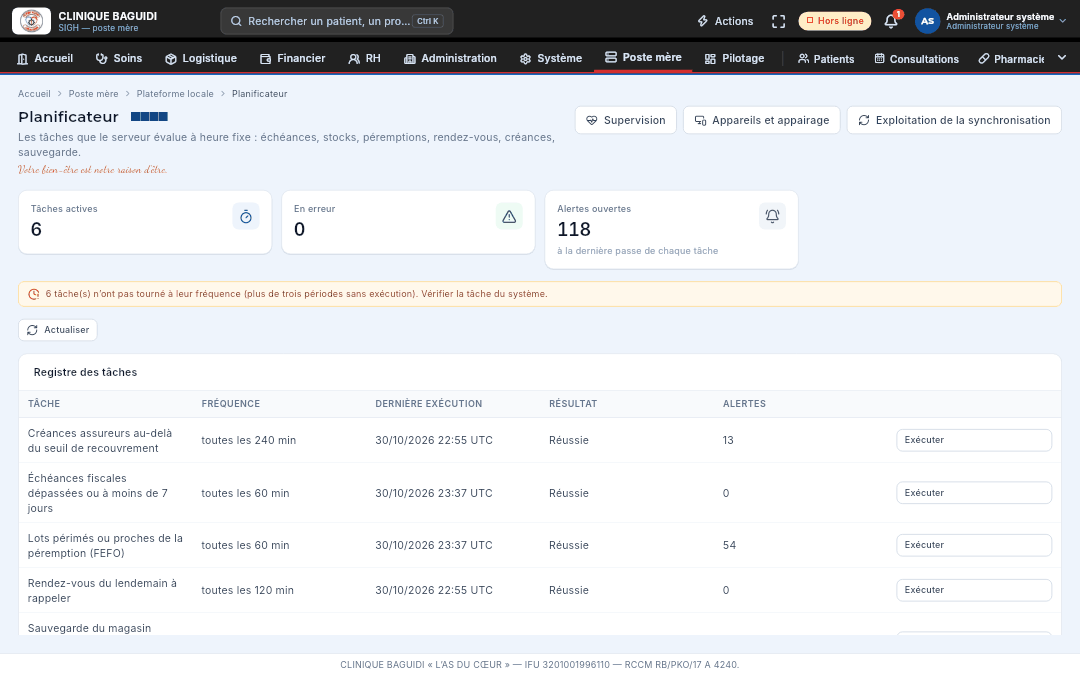 CLINIQUE BAGUIDI
SIGH — poste mère
Rechercher un patient, un pro... Ctrl K
Actions
Hors ligne
1
AS
Administrateur système
Administrateur système
Accueil
Soins
Logistique
Financier
RH
Administration
Système
Poste mère
Pilotage
Patients
Consultations
Pharmacie
Accueil > Poste mère > Plateforme locale > Planificateur
Planificateur
Les tâches que le serveur évalue à heure fixe : échéances, stocks, péremptions, rendez-vous, créances,
sauvegarde.
Votre bien-être est notre raison d'être.
Supervision
Appareils et appairage
Exploitation de la synchronisation
Tâches actives
6
En erreur
0
Alertes ouvertes
118
à la dernière passe de chaque tâche
6 tâche(s) n'ont pas tourné à leur fréquence (plus de trois périodes sans exécution). Vérifier la tâche du système.
Actualiser
Registre des tâches
TÂCHE FRÉQUENCE DERNIÈRE EXÉCUTION RÉSULTAT ALERTES
Créances assureurs au-delà
du seuil de recouvrement
toutes les 240 min 30/10/2026 22:55 UTC Réussie 13 Exécuter
Échéances fiscales
dépassées ou à moins de 7
jours
toutes les 60 min 30/10/2026 23:37 UTC Réussie 0 Exécuter
Lots périmés ou proches de la
péremption (FEFO)
toutes les 60 min 30/10/2026 23:37 UTC Réussie 54 Exécuter
Rendez-vous du lendemain à
rappeler
toutes les 120 min 30/10/2026 22:55 UTC Réussie 0 Exécuter
Sauvegarde du magasin
CLINIQUE BAGUIDI « L'AS DU CŒUR » — IFU 3201001996110 — RCCM RB/PKO/17 A 4240.